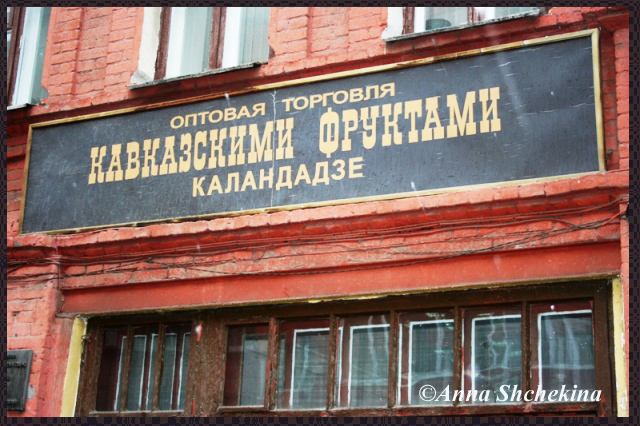 ОПТОВАЯ ТОРГОВЛЯ
КАВКАЗСКИМИ ФРУКТАМИ
КАЛАНДАДЗЕ
©Anna Shchekina